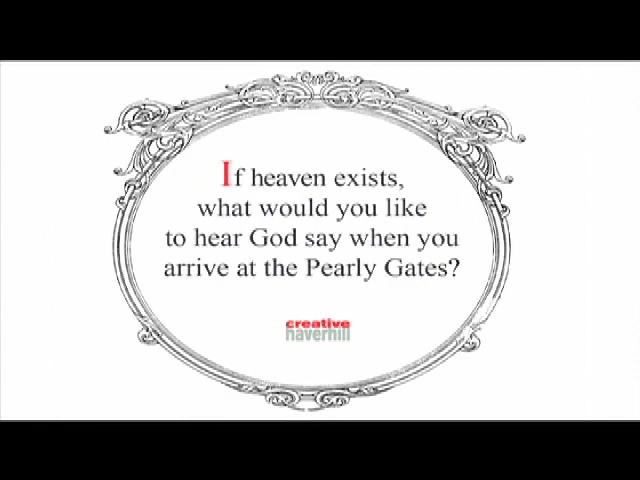 If heaven exists,
what would you like
to hear God say when you
arrive at the Pearly Gates?
creative
haverhill